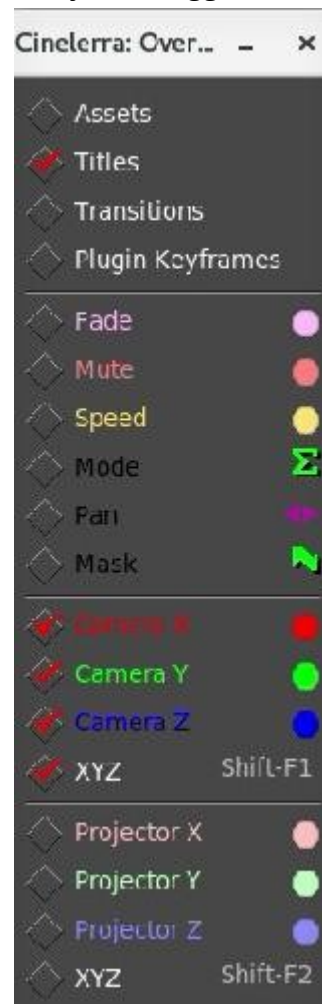 Cinelerra: Over...
Assets
Titles
Transitions
Plugin Keyframes
Fade
Mute
Speed
Mode
Pan
Mask
Camera X
Camera Y
Camera Z
XYZ Shift-F1
Projector X
Projector Y
Projector Z
XYZ Shift-F2